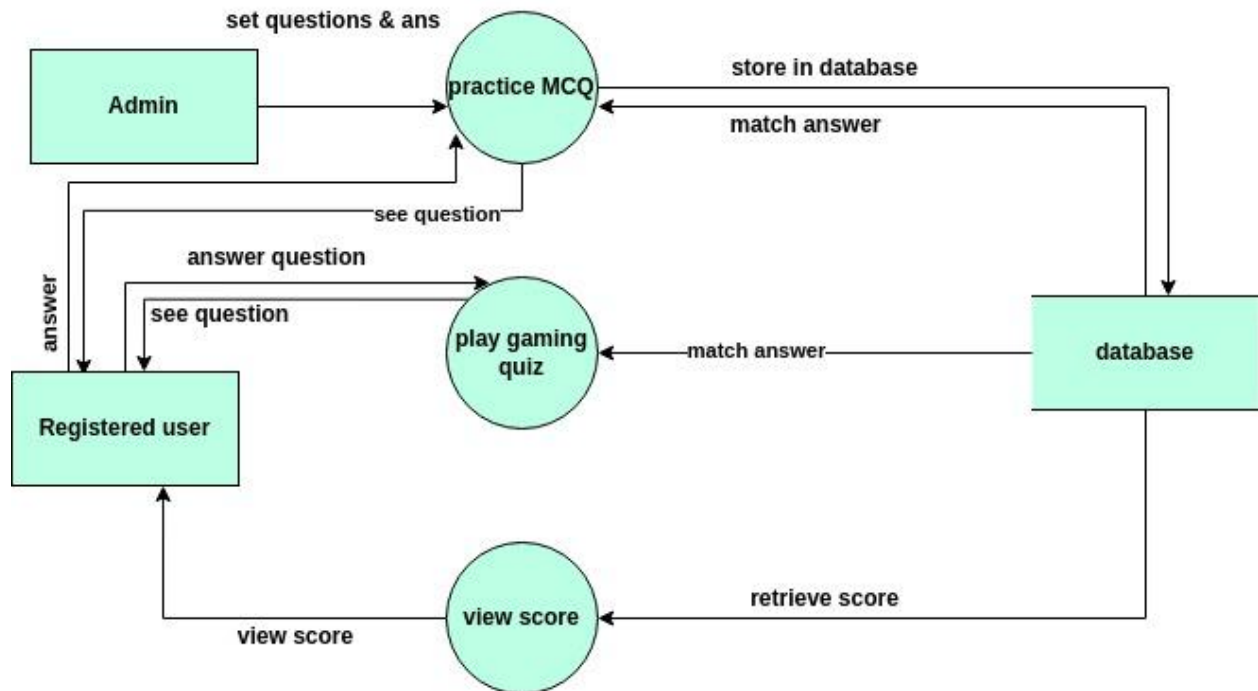 set questions & ans
Admin
practice MCQ
store in database
match answer
see question
answer question
see question
answer
play gaming
quiz
match answer
database
Registered user
view score
retrieve score
view score